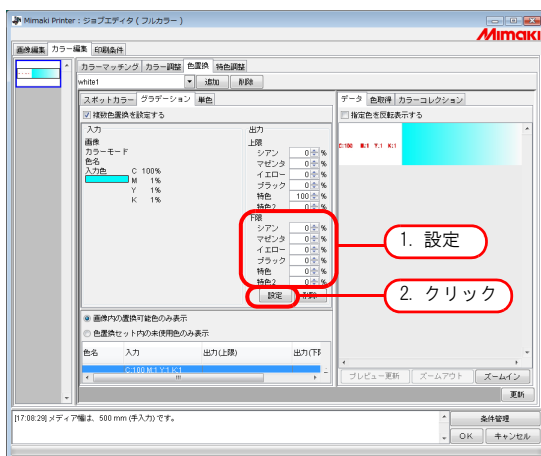 Mimaki Printer : ジョブエディタ ( フルカラー )
Mimaki
画像編集 カラー編集 印刷条件
カラーマッチング カラー調整 色置換 特色調整
white1 追加 削除
スポットカラー グラデーション 単色
複数色置換を設定する
入力
画像
カラーモード
色名
入力色 C 100%
M 1%
Y 1%
K 1%
出力
上限
シアン 0 %
マゼンタ 0 %
イエロー 0 %
ブラック 0 %
特色 100 %
特色2 0 %
下限
シアン 0 %
マゼンタ 0 %
イエロー 0 %
ブラック 0 %
特色 0 %
特色2 0 %
設定 削除
画像内の置換可能色のみ表示
色置換セット内の未使用色のみ表示
色名 入力 出力(上限) 出力(下
C:100 M:1 Y:1 K:1
データ 色取得 カラーコレクション
指定色を反転表示する
C:100 M:1 Y:1 K:1
1. 設定
2. クリック
プレビュー更新 ズームアウト ズームイン
更新
[17:08:29] メディア幅は、500 mm (手入力) です。
条件管理
OK キャンセル